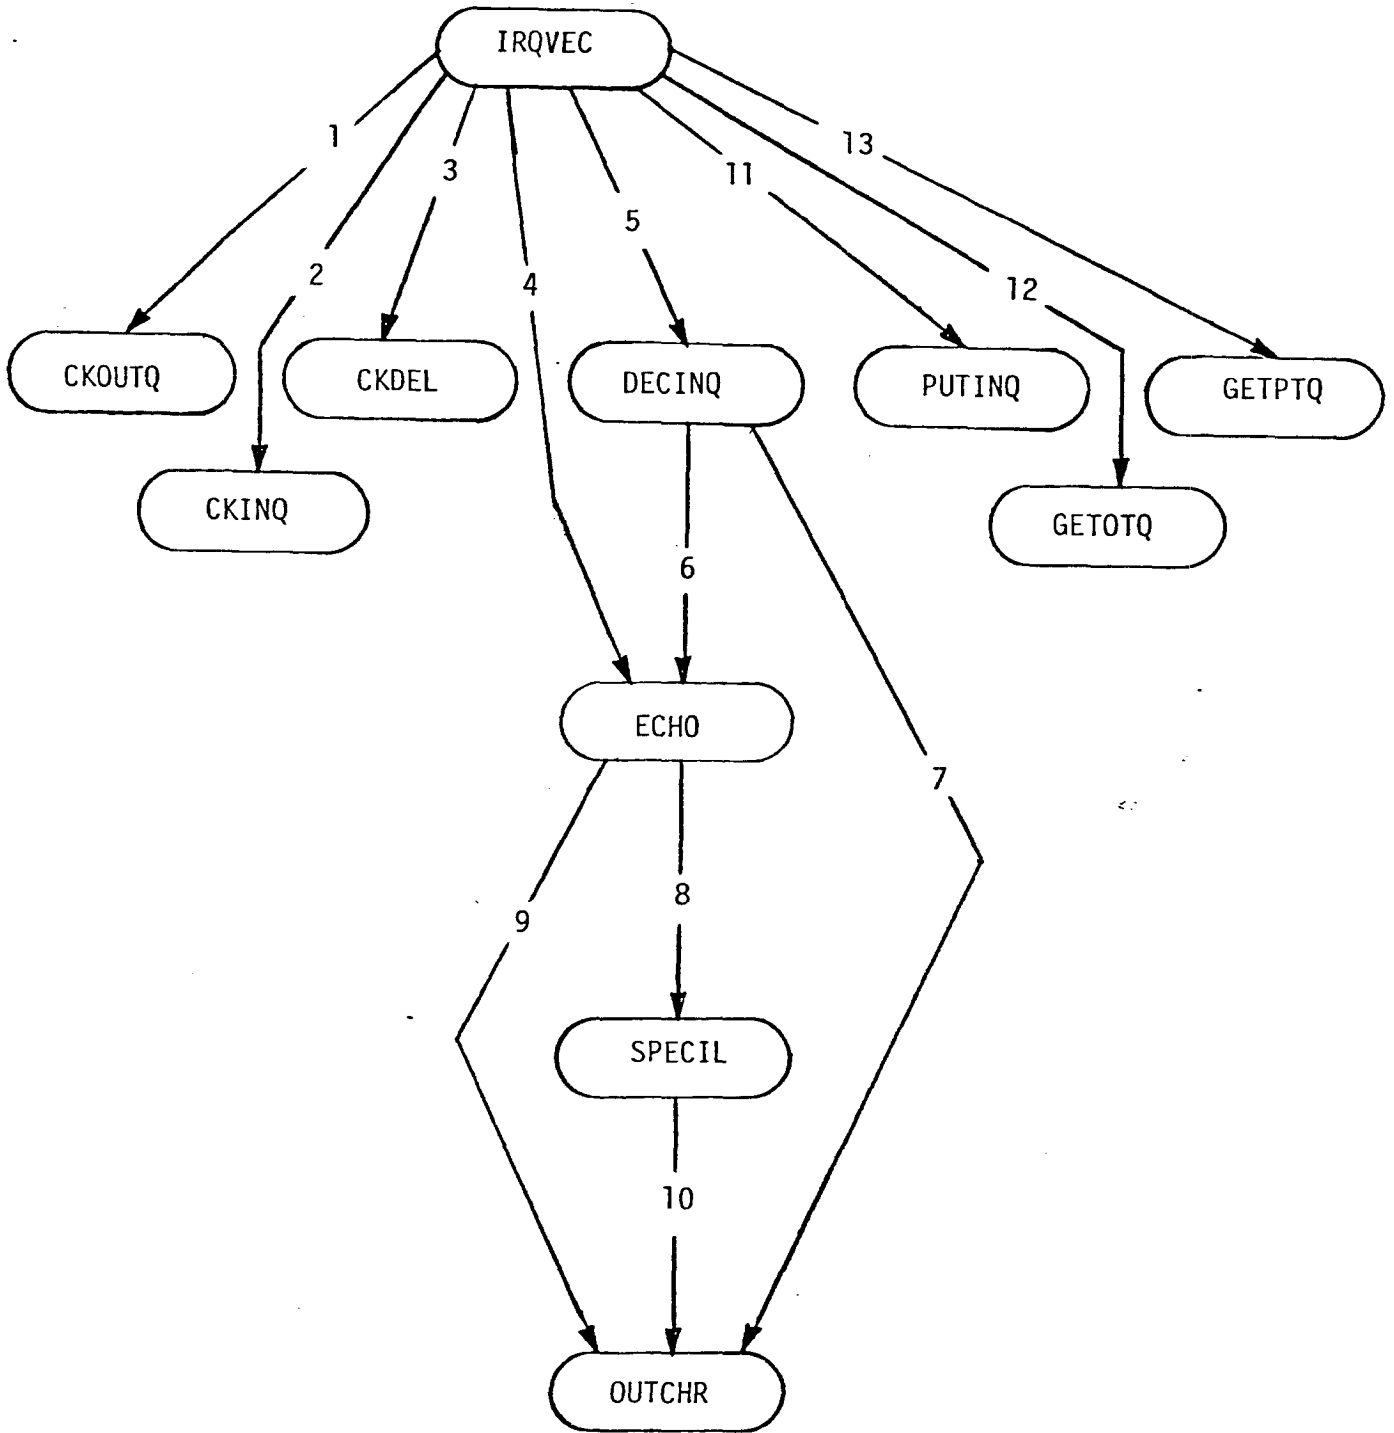 IRQVEC
1
13
3
11
5
2
4
12
CKOUTQ
CKDEL
DECINQ
PUTINQ
GETPTQ
CKINQ
GETOTQ
6
ECHO
7
8
9
SPECIL
10
OUTCHR